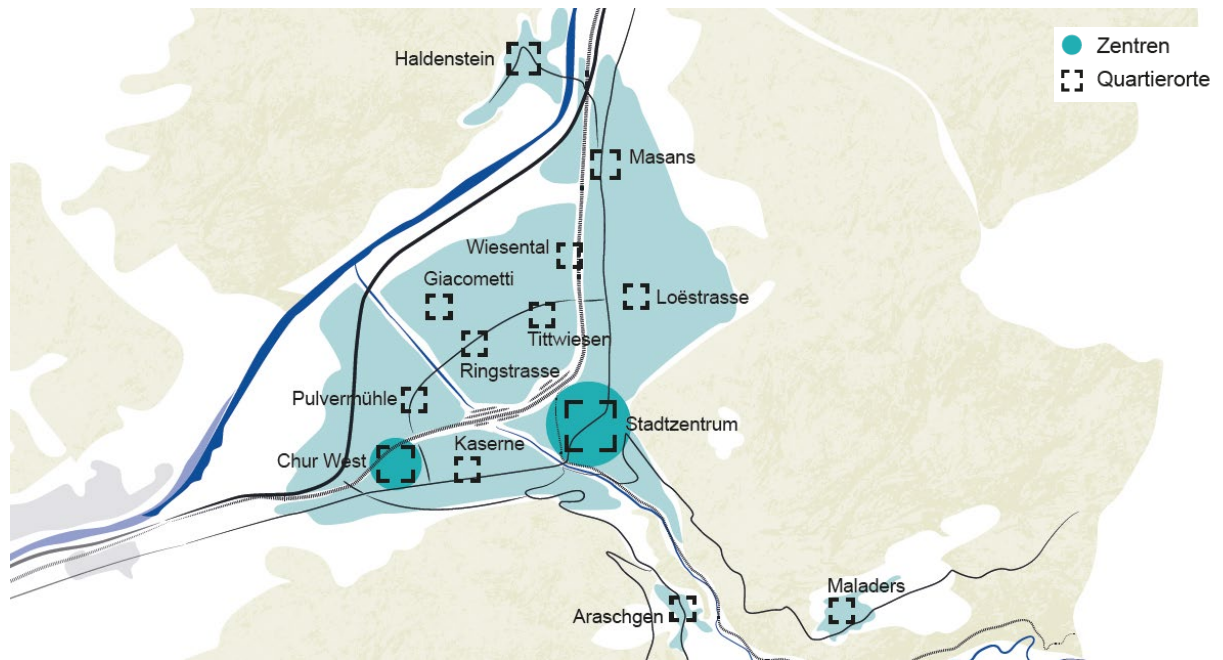 Haldenstein
Zentren
Quartierorte
Masans
Wiesental
Giacometti
Loëstrasse
Tittwiesen
Ringstrasse
Pulvermühle
Stadtzentrum
Kaserne
Chur West
Maladers
Araschgen